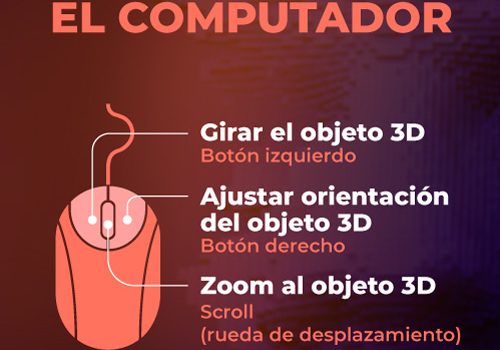 EL COMPUTADOR
Girar el objeto 3D
Botón izquierdo
Ajustar orientación
del objeto 3D
Botón derecho
Zoom al objeto 3D
Scroll
(rueda de desplazamiento)